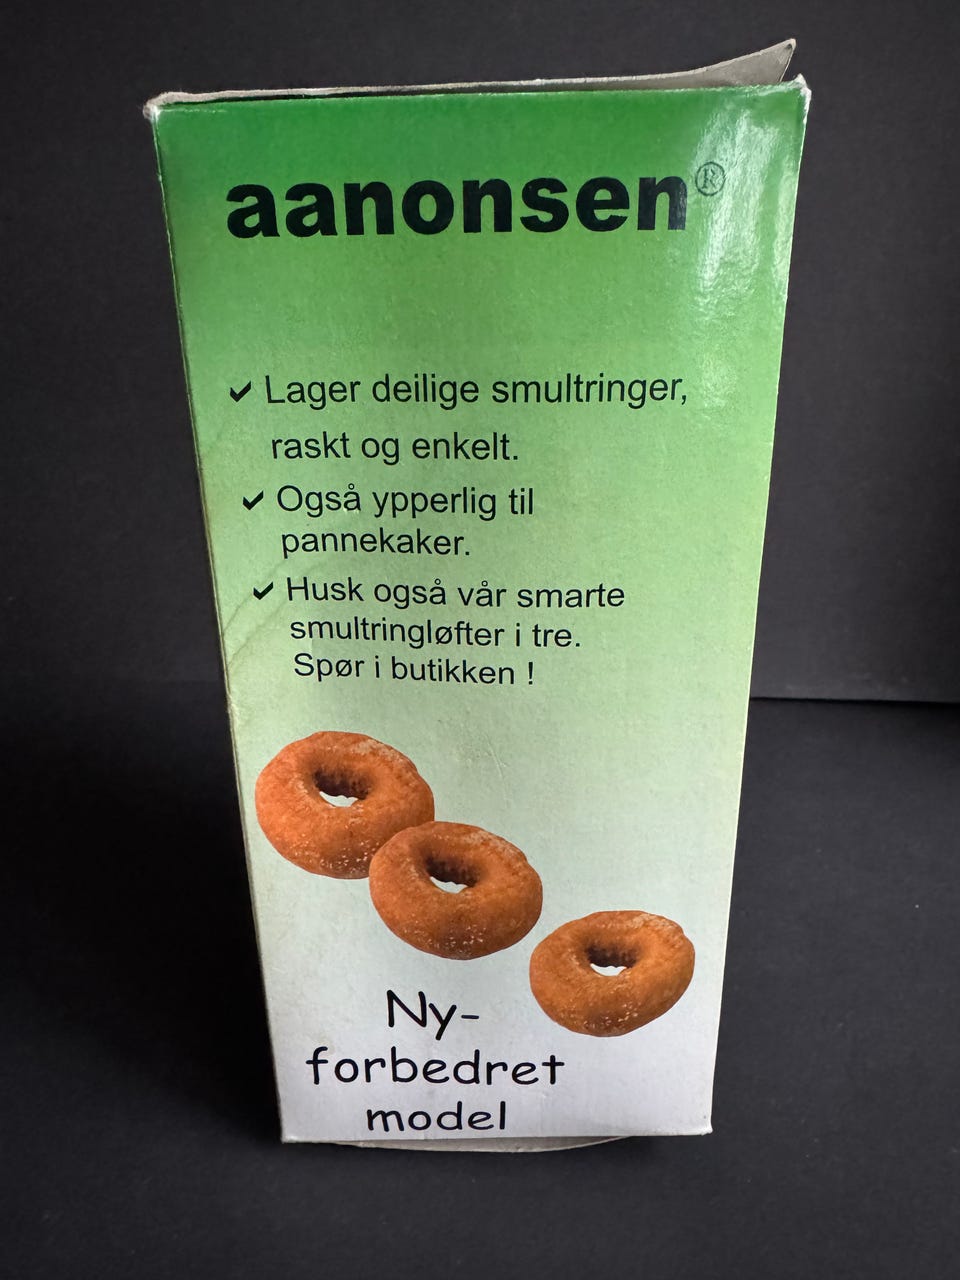 aanonsen®
✓ Lager deilige smultringer,
raskt og enkelt.
✓ Også ypperlig til
pannekaker.
✓ Husk også vår smarte
smultringløfter i tre.
Spør i butikken !
Ny-
forbedret
model